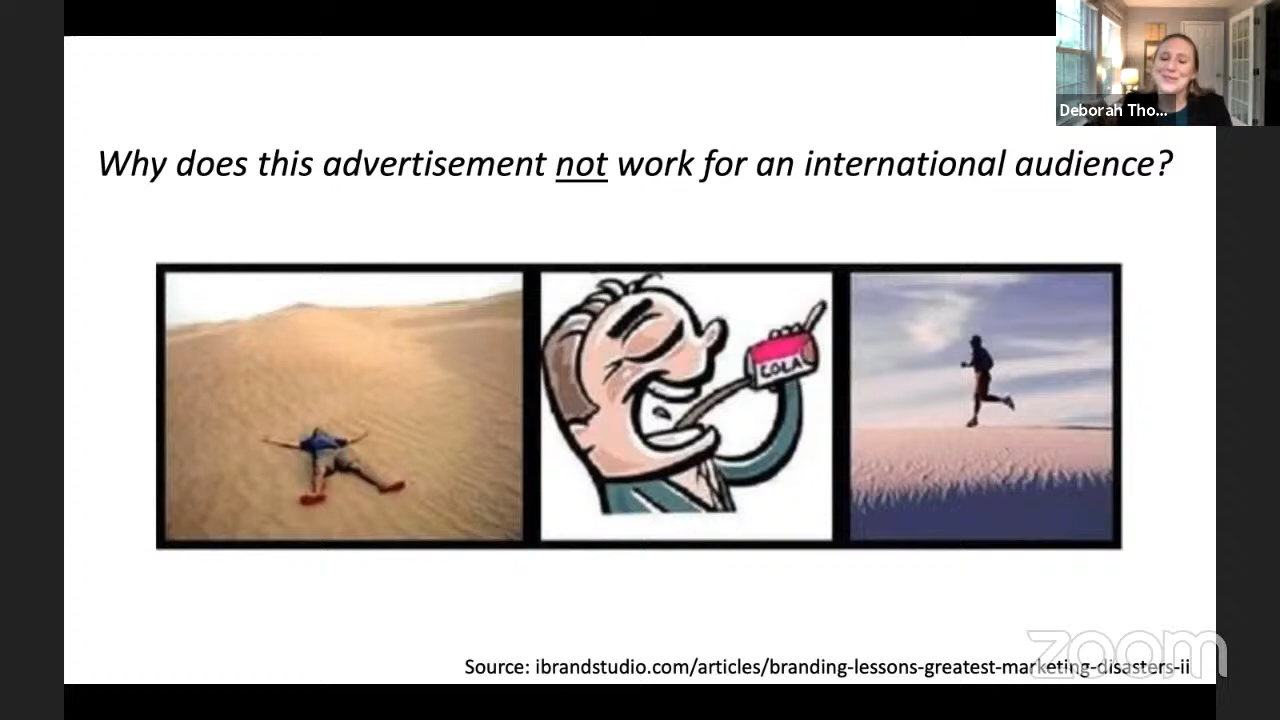 Deborah Tho...
Why does this advertisement not work for an international audience?
COLA
Source: ibrandstudio.com/articles/branding-lessons-greatest-marketing-disasters-ii
zoom